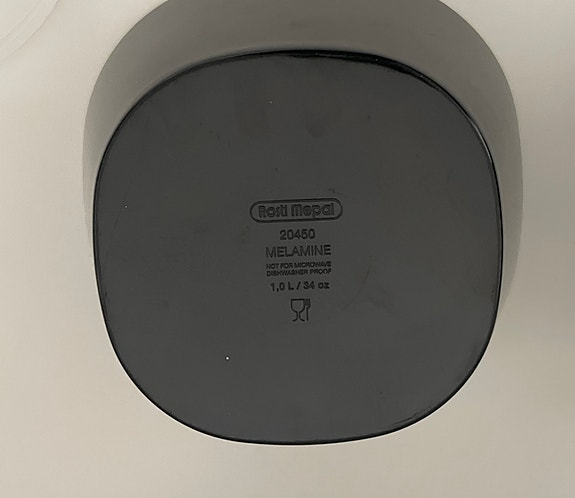 Rosti Mepal
20450
MELAMINE
NOT FOR MICROWAVE
DISHWASHER PROOF
1,0 L / 34 oz